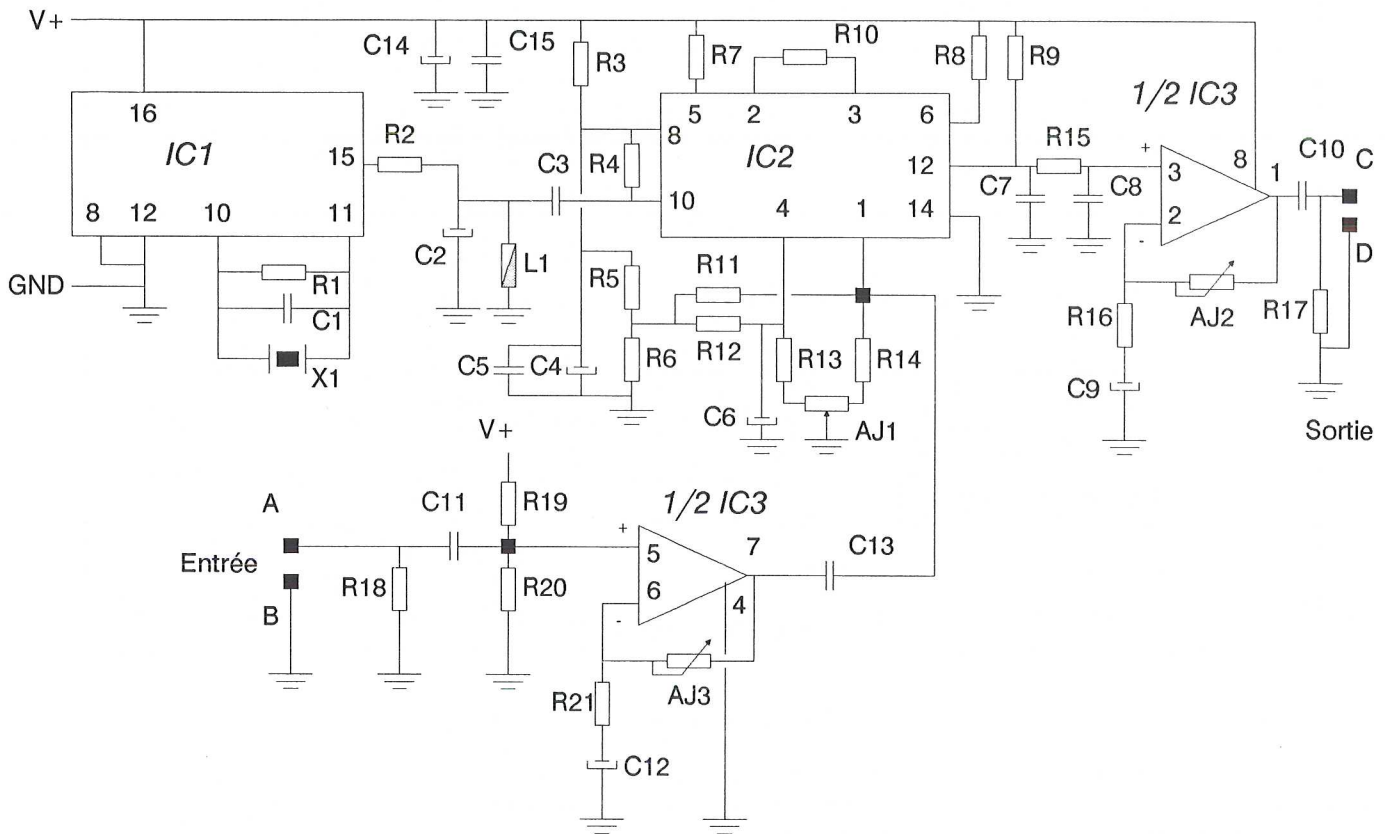 V+
C14
C15
R3
R7
R10
R8
R9
1/2 IC3
16
IC1
15
8
12
10
11
GND
R1
C1
X1
R2
C2
L1
C3
R4
5
2
3
6
8
IC2
12
10
4
1
14
R15
C7
C8
+
3
2
-
8
1
C10
C
D
R16
C9
AJ2
R17
Sortie
R5
R6
C5
C4
R11
R12
C6
R13
R14
AJ1
V+
A
Entrée
B
R18
C11
R19
R20
1/2 IC3
+
5
6
-
7
4
C13
R21
AJ3
C12